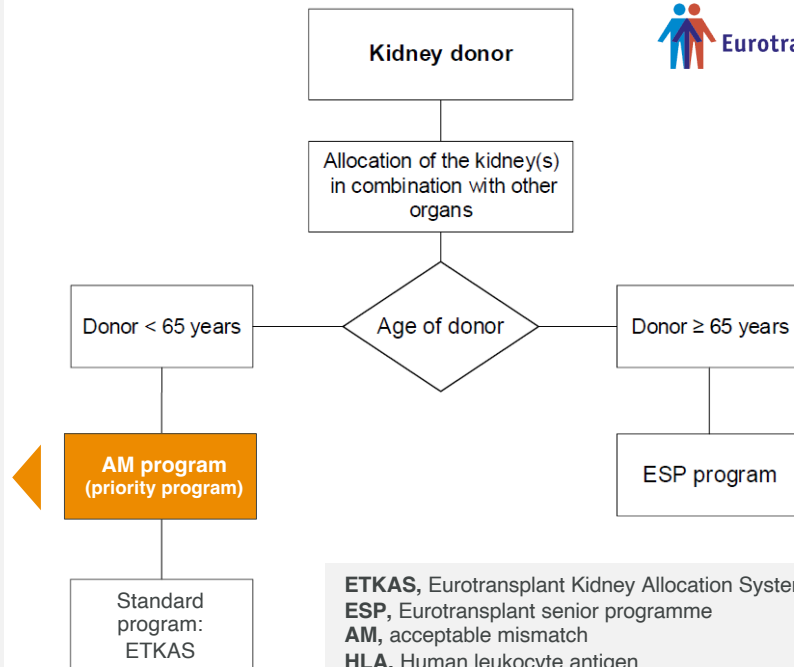 Kidney donor
Allocation of the kidney(s)
in combination with other
organs
Age of donor
Donor < 65 years
Donor ≥ 65 years
AM program
(priority program)
ESP program
Standard
program:
ETKAS
ETKAS, Eurotransplant Kidney Allocation
ESP, Eurotransplant senior programme
AM, acceptable mismatch
HLA, Human leukocyte antigen